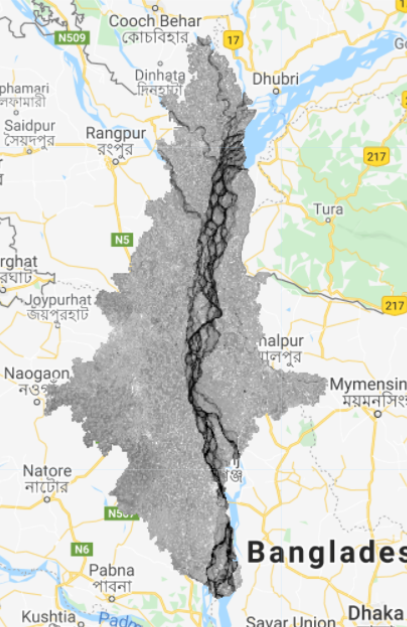 Cooch Behar
কোচবিহার
N509
17
Dinhata
দিনহাটা
Dhubri
phamari
লফামারী
Saidpur
সৈয়দপুর
Rangpur
রংপুর
217
Tura
N5
rghat
রঘাট
Joypurhat
জয়পুরহাট
217
nalpur
ালপুর
Naogaon
নওগ
Mymensin
ময়মনসিং
Natore
নাটোর
N507
N6
Banglades
Pabna
পাবনা
Kushtia
Padm
Savar Union
Dhaka